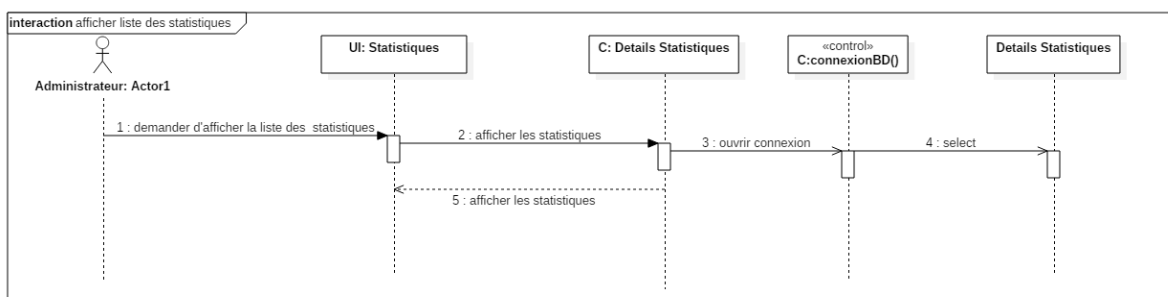 interaction afficher liste des statistiques
Administrateur: Actor1
UI: Statistiques
C: Details Statistiques
«control»
C:connexionBD()
Details Statistiques
1 : demander d'afficher la liste des statistiques
2 : afficher les statistiques
3 : ouvrir connexion
4 : select
5 : afficher les statistiques